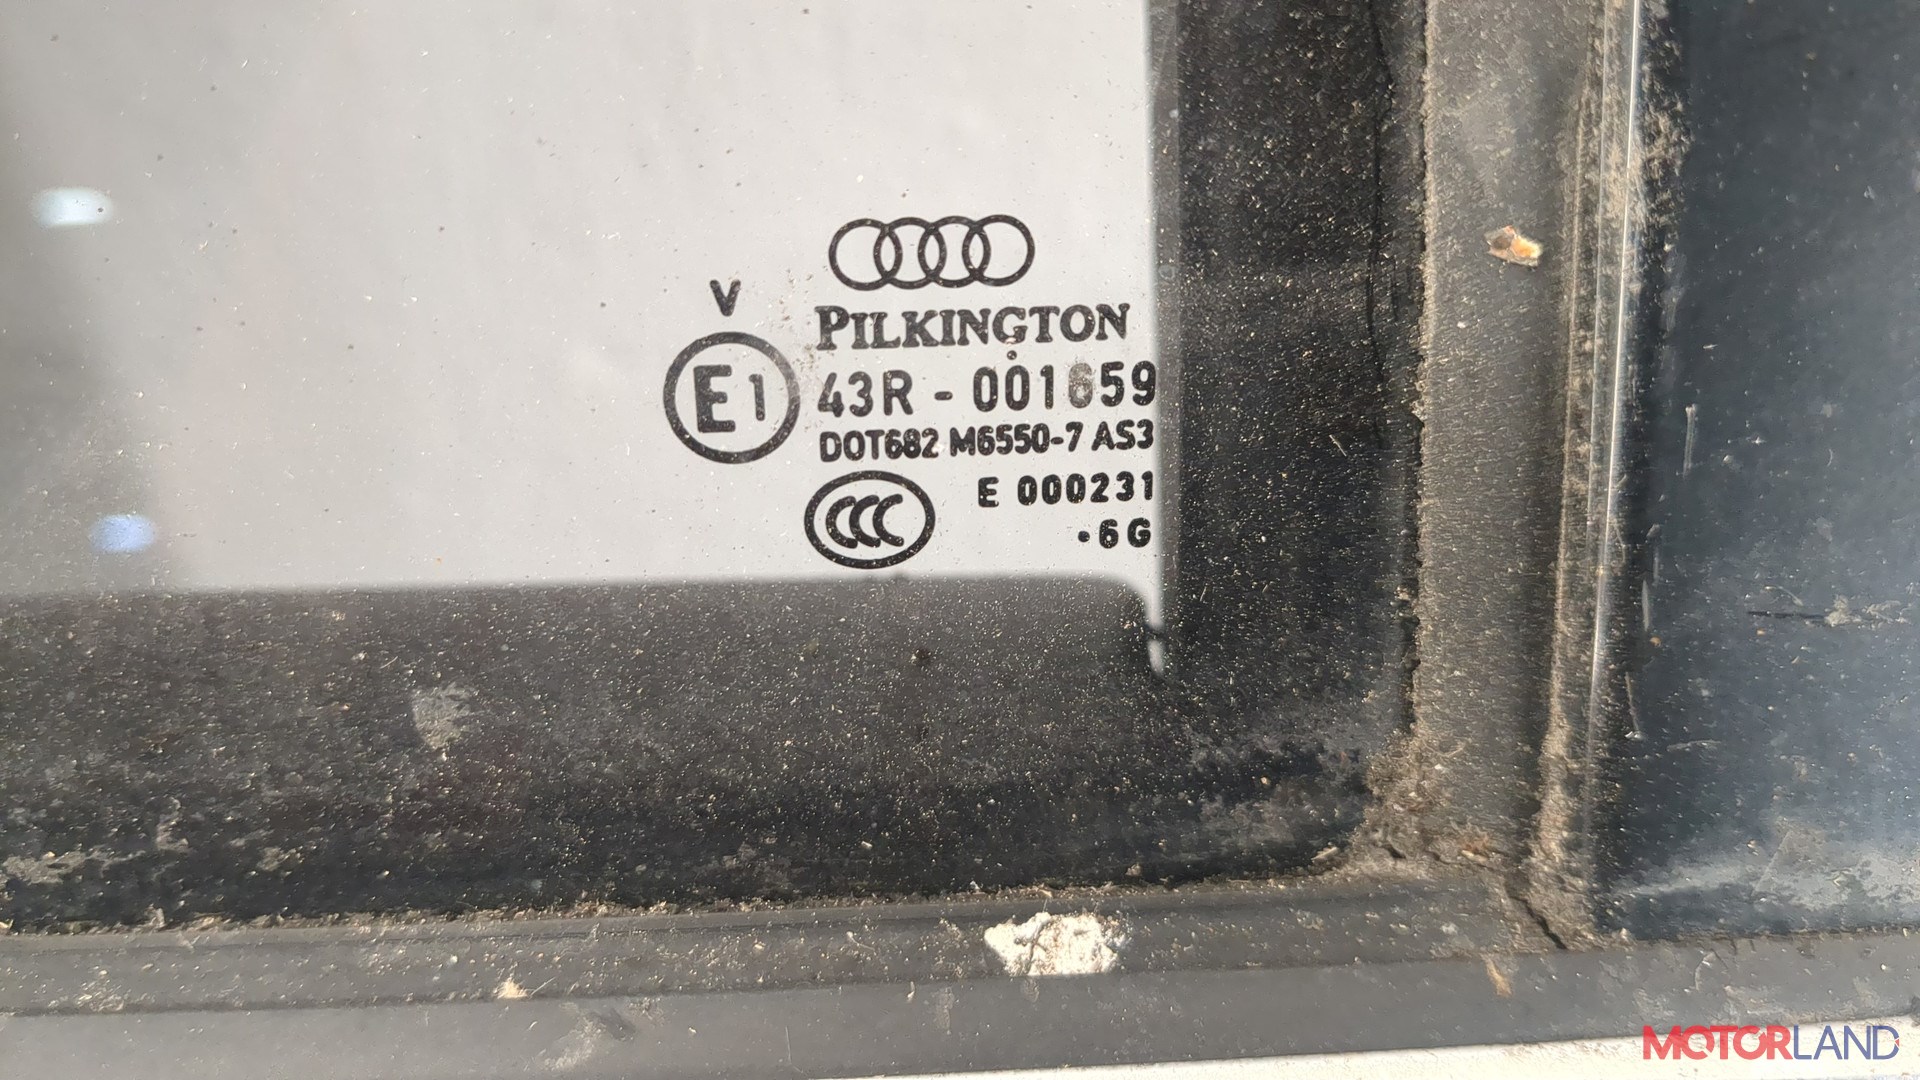 V
PILKINGTON
E1 43R - 001659
DOT682 M6550-7 AS3
CCC E 000231
·6G
MOTORLAND